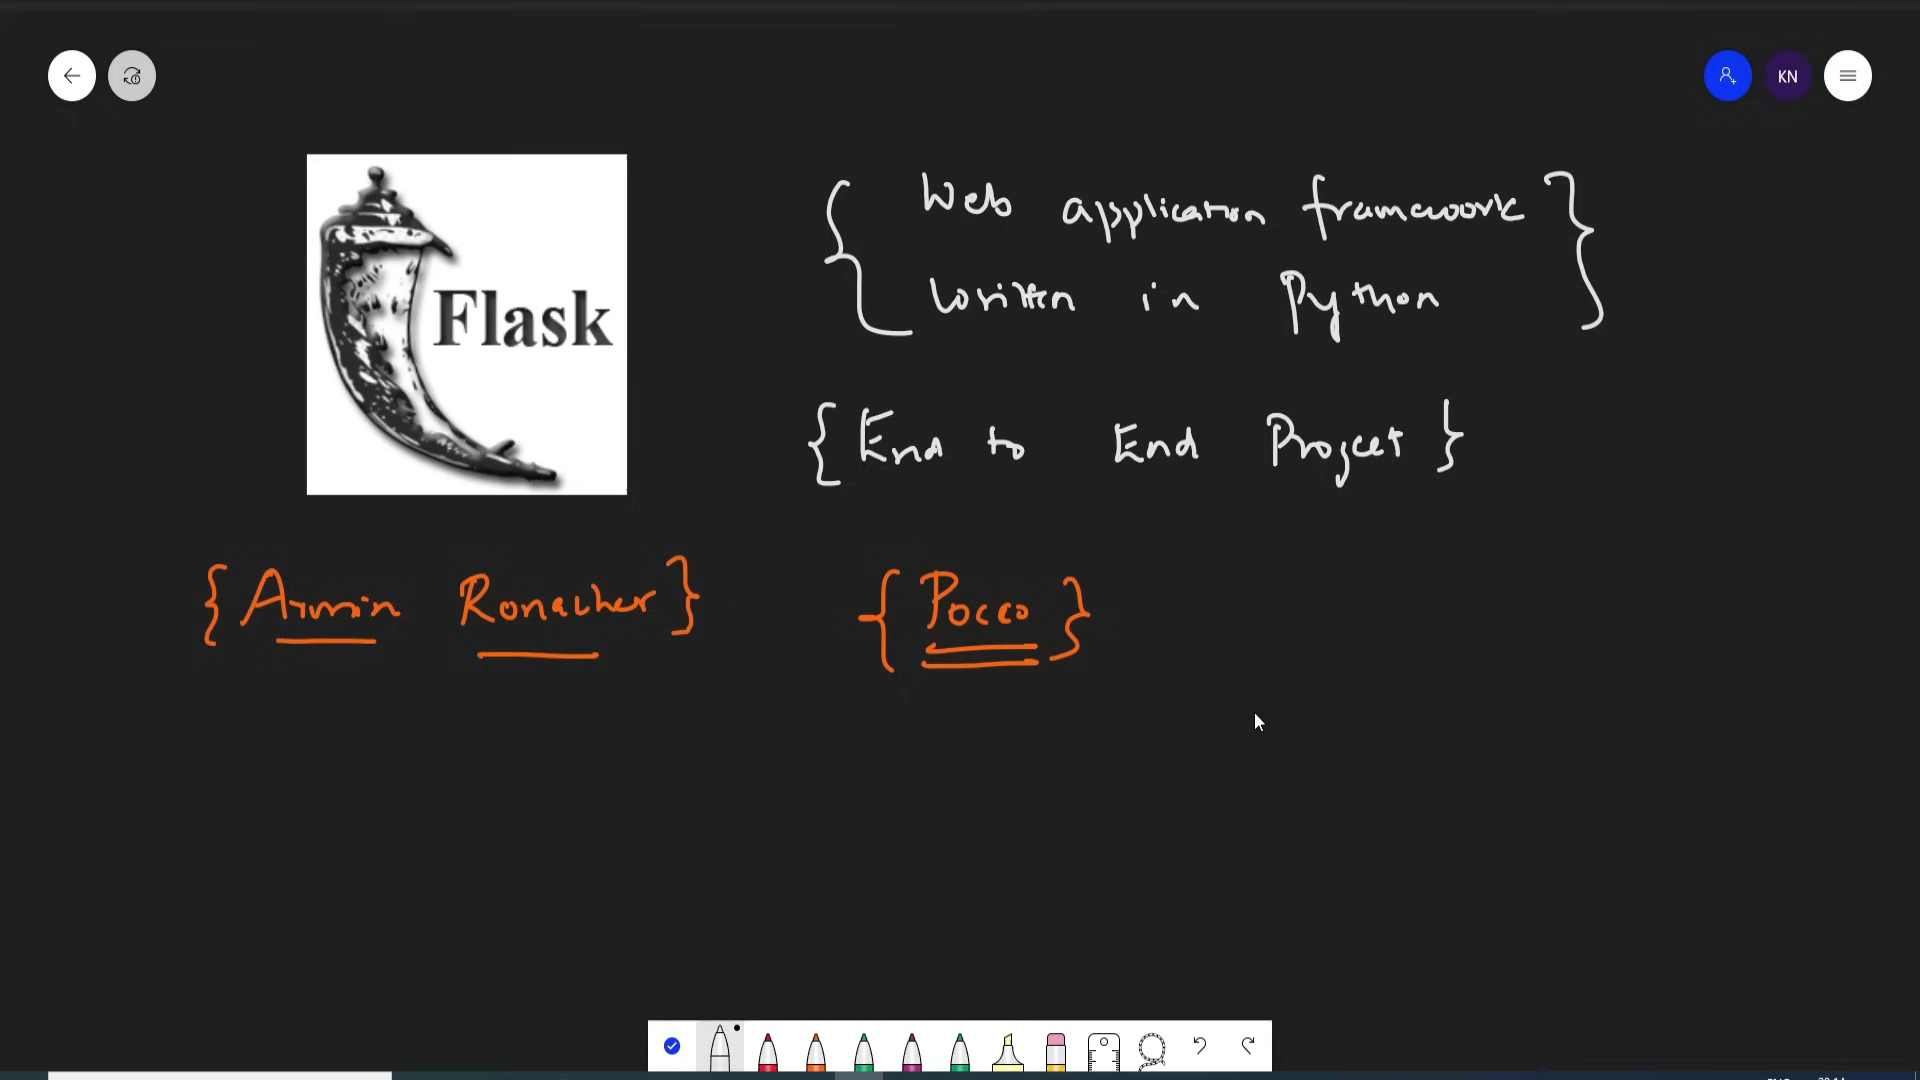 KN
Flask
{ Web application framework
written in Python }
{ End to End Project }
{ Armin Ronacher }
{ Pocco }